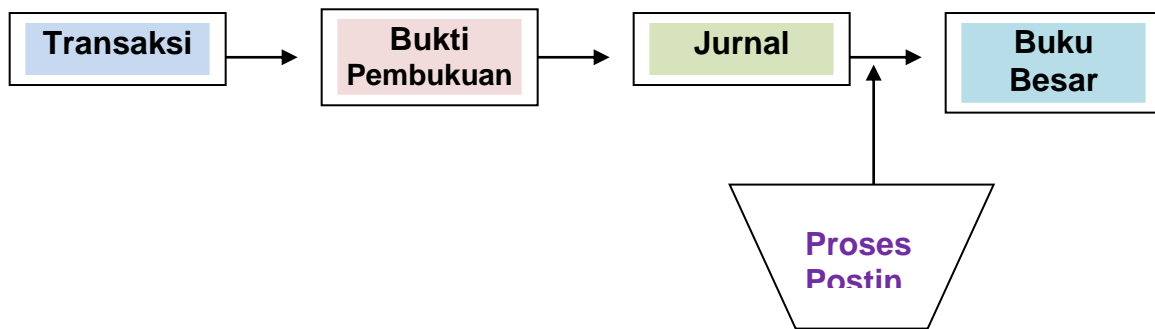 Transaksi
Bukti
Pembukuan
Jurnal
Buku
Besar
Proses
Postin